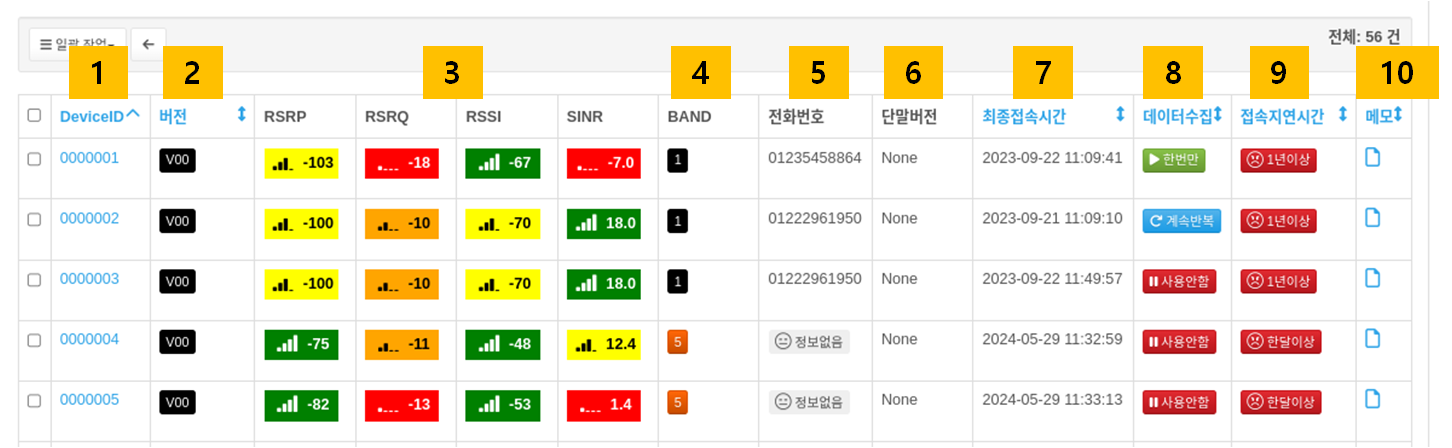 일괄 작업
전체: 56 건
1 2 3 4 5 6 7 8 9 10
DeviceID 버전 RSRP RSRQ RSSI SINR BAND 전화번호 단말버전 최종접속시간 데이터수집 접속지연시간 메모
0000001 V00 -103 -18 -67 -7.0 1 01235458864 None 2023-09-22 11:09:41 한번만 1년이상
0000002 V00 -100 -10 -70 18.0 1 01222961950 None 2023-09-21 11:09:10 계속반복 1년이상
0000003 V00 -100 -10 -70 18.0 1 01222961950 None 2023-09-22 11:49:57 사용안함 1년이상
0000004 V00 -75 -11 -48 12.4 5 정보없음 None 2024-05-29 11:32:59 사용안함 한달이상
0000005 V00 -82 -13 -53 1.4 5 정보없음 None 2024-05-29 11:33:13 사용안함 한달이상